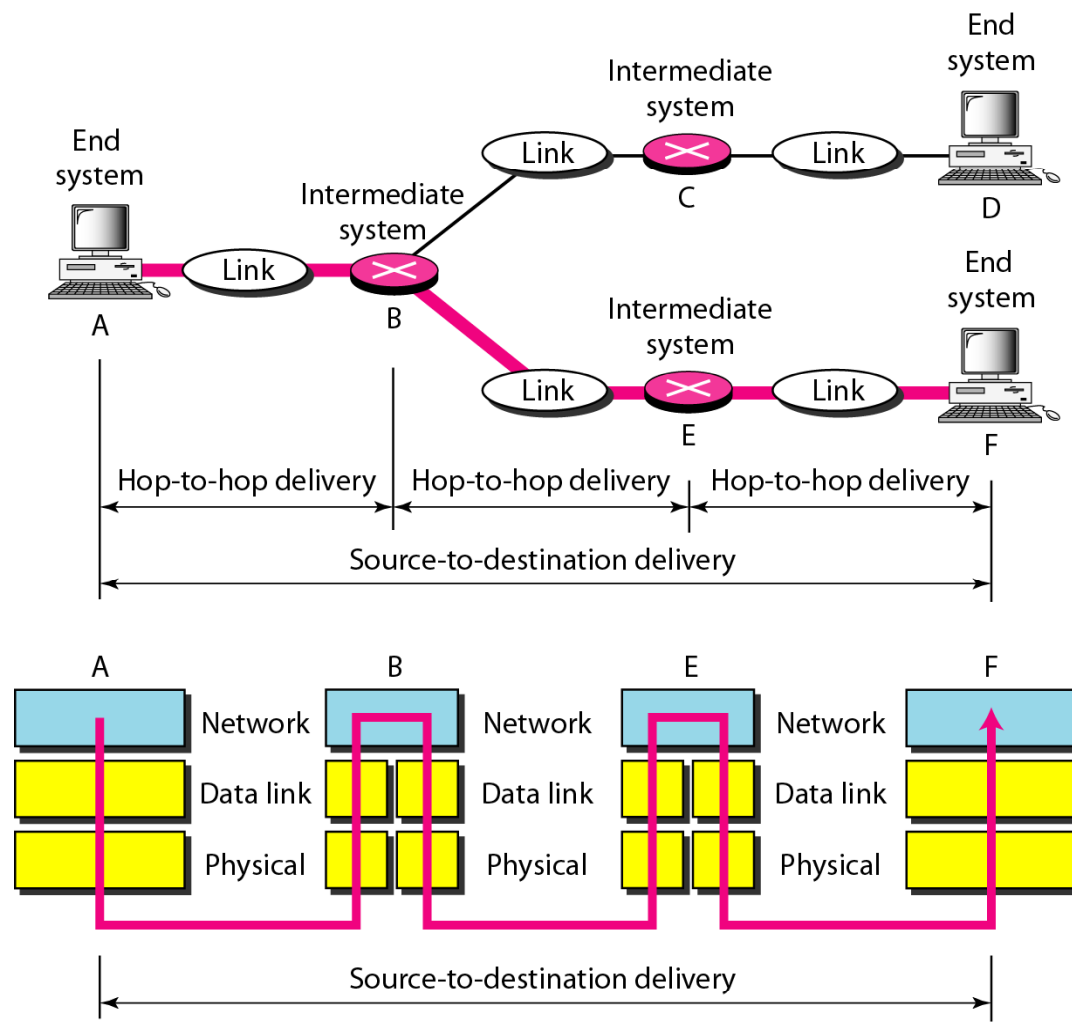 End
system
Intermediate
system
End
system
Link
Link
C
D
Intermediate
system
Link
A
B
End
system
Intermediate
system
Link
Link
E
F
Hop-to-hop delivery
Hop-to-hop delivery
Hop-to-hop delivery
Source-to-destination delivery
A
B
E
F
Network
Network
Network
Data link
Data link
Data link
Physical
Physical
Physical
Source-to-destination delivery